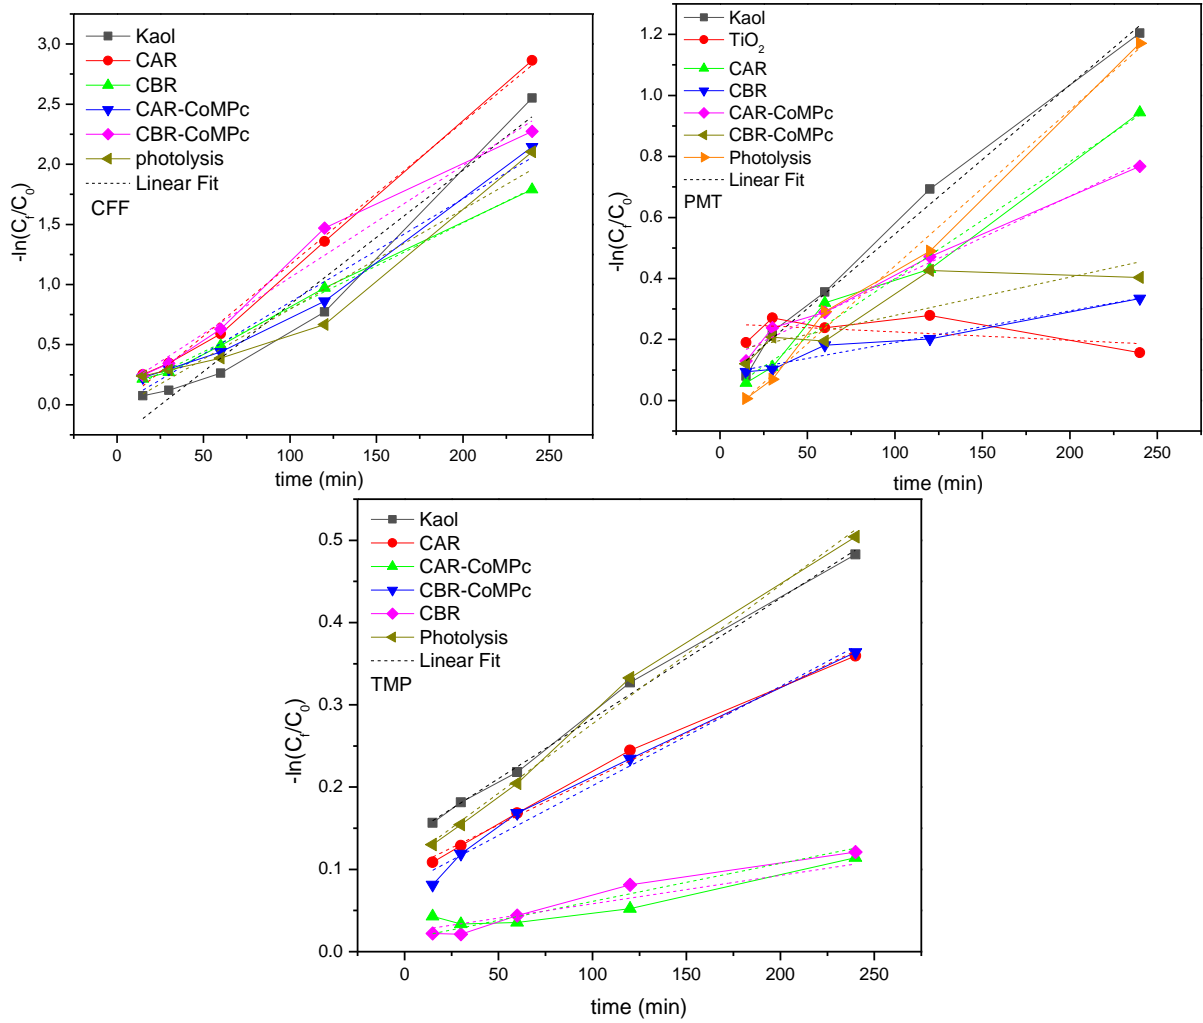 Kaol
CAR
CBR
CAR-CoMPc
CBR-CoMPc
photolysis
Linear Fit
CFF
-ln(Cf/C0)
3,0
2,5
2,0
1,5
1,0
0,5
0,0
0 50 100 150 200 250
time (min)
Kaol
TiO2
CAR
CBR
CAR-CoMPc
CBR-CoMPc
Photolysis
Linear Fit
PMT
-ln(Cf/C0)
1.2
1.0
0.8
0.6
0.4
0.2
0.0
0 50 100 150 200 250
time (min)
Kaol
CAR
CAR-CoMPc
CBR-CoMPc
CBR
Photolysis
Linear Fit
TMP
-ln(Cf/C0)
0.5
0.4
0.3
0.2
0.1
0.0
0 50 100 150 200 250
time (min)